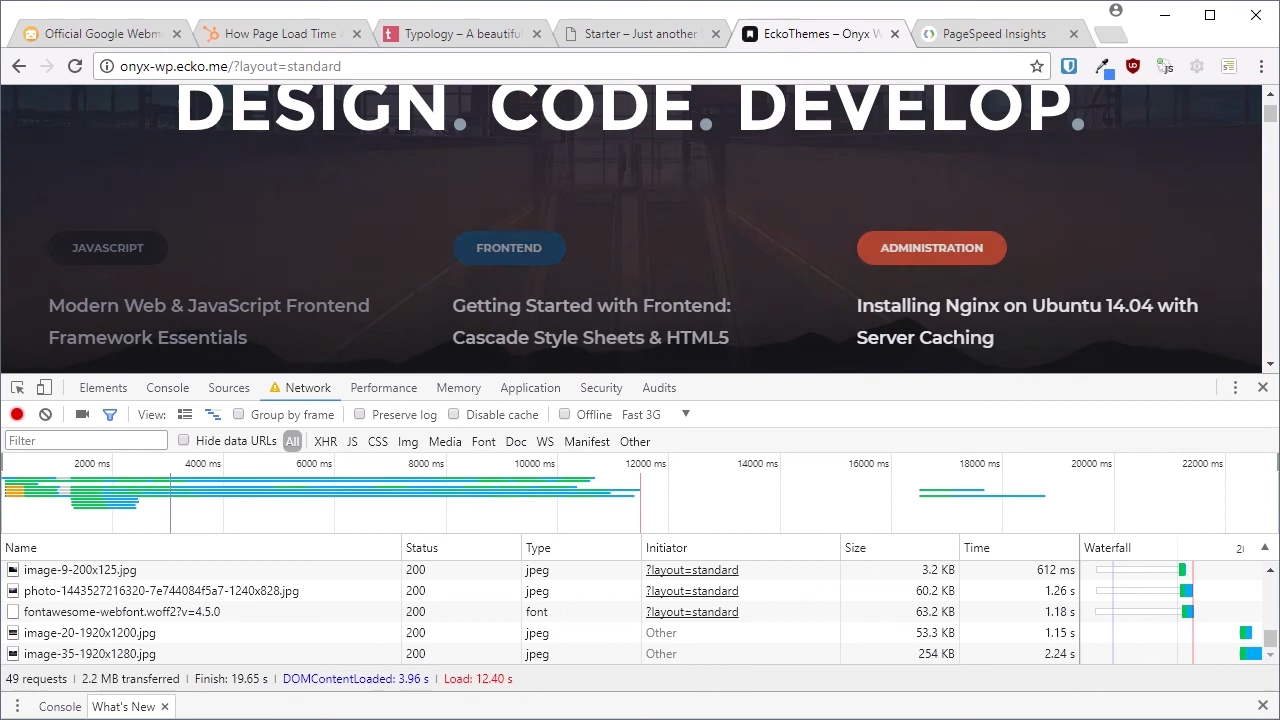 Official Google Webm
How Page Load Time A
Typology – A beautiful
Starter – Just another
EckoThemes – Onyx W
PageSpeed Insights
onyx-wp.ecko.me/?layout=standard
DESIGN. CODE. DEVELOP.
JAVASCRIPT
Modern Web & JavaScript Frontend
Framework Essentials
FRONTEND
Getting Started with Frontend:
Cascade Style Sheets & HTML5
ADMINISTRATION
Installing Nginx on Ubuntu 14.04 with
Server Caching
Elements Console Sources Network Performance Memory Application Security Audits
View: Group by frame Preserve log Disable cache Offline Fast 3G
Filter Hide data URLs All XHR JS CSS Img Media Font Doc WS Manifest Other
2000 ms 4000 ms 6000 ms 8000 ms 10000 ms 12000 ms 14000 ms 16000 ms 18000 ms 20000 ms 22000 ms
Name Status Type Initiator Size Time Waterfall
image-9-200x125.jpg 200 jpeg ?layout=standard 3.2 KB 612 ms
photo-1443527216320-7e744084f5a7-1240x828.jpg 200 jpeg ?layout=standard 60.2 KB 1.26 s
fontawesome-webfont.woff2?v=4.5.0 200 font ?layout=standard 63.2 KB 1.18 s
image-20-1920x1200.jpg 200 jpeg Other 53.3 KB 1.15 s
image-35-1920x1280.jpg 200 jpeg Other 254 KB 2.24 s
49 requests | 2.2 MB transferred | Finish: 19.65 s | DOMContentLoaded: 3.96 s | Load: 12.40 s
Console What's New